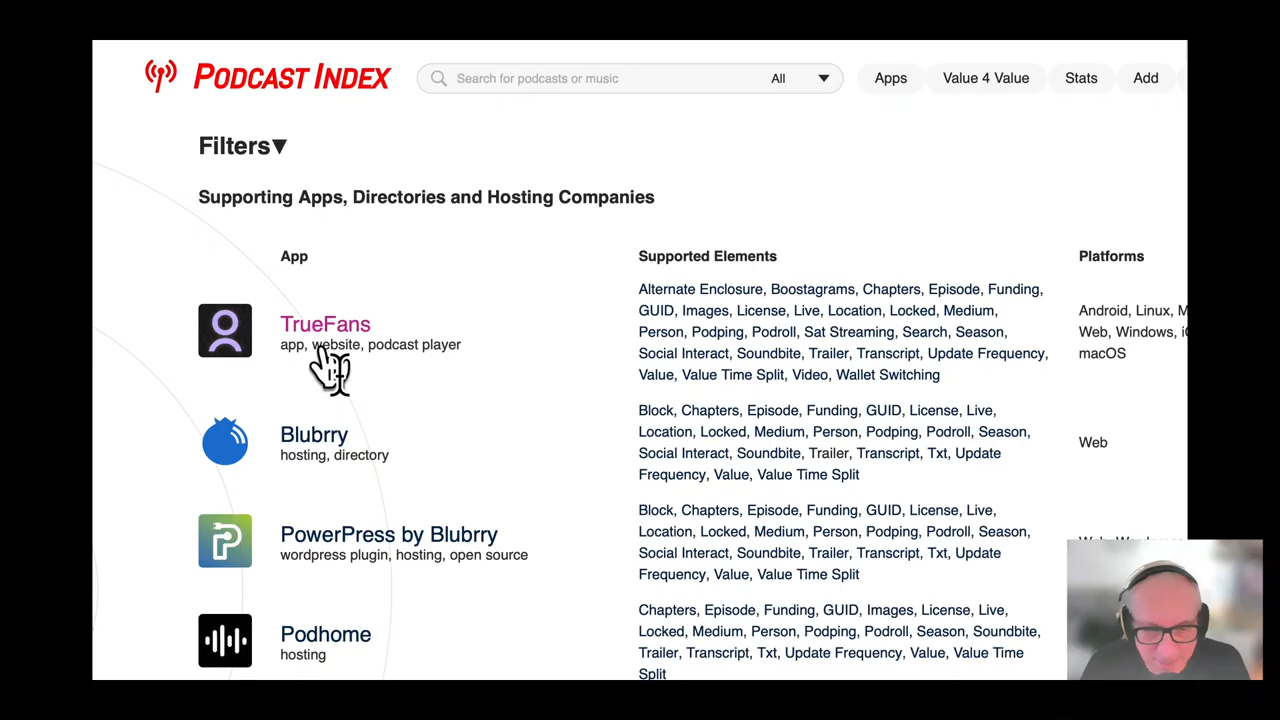 PODCAST INDEX
Search for podcasts or music
All
Apps
Value 4 Value
Stats
Add
Filters▼
Supporting Apps, Directories and Hosting Companies
App
Supported Elements
Platforms
TrueFans
app, website, podcast player
Alternate Enclosure, Boostagrams, Chapters, Episode, Funding,
GUID, Images, License, Live, Location, Locked, Medium,
Person, Podping, Podroll, Sat Streaming, Search, Season,
Social Interact, Soundbite, Trailer, Transcript, Update Frequency,
Value, Value Time Split, Video, Wallet Switching
Android, Linux,
Web, Windows,
macOS
Blubrry
hosting, directory
Block, Chapters, Episode, Funding, GUID, License, Live,
Location, Locked, Medium, Person, Podping, Podroll, Season,
Social Interact, Soundbite, Trailer, Transcript, Txt, Update
Frequency, Value, Value Time Split
Web
PowerPress by Blubrry
wordpress plugin, hosting, open source
Block, Chapters, Episode, Funding, GUID, License, Live,
Location, Locked, Medium, Person, Podping, Podroll, Season,
Social Interact, Soundbite, Trailer, Transcript, Txt, Update
Frequency, Value, Value Time Split
Podhome
hosting
Chapters, Episode, Funding, GUID, Images, License, Live,
Locked, Medium, Person, Podping, Podroll, Season, Soundbite,
Trailer, Transcript, Txt, Update Frequency, Value, Value Time
Split